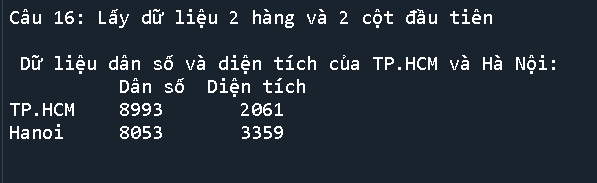 Câu 16: Lấy dữ liệu 2 hàng và 2 cột đầu tiên
Dữ liệu dân số và diện tích của TP.HCM và Hà Nội:
Dân số Diện tích
TP.HCM 8993 2061
Hanoi 8053 3359